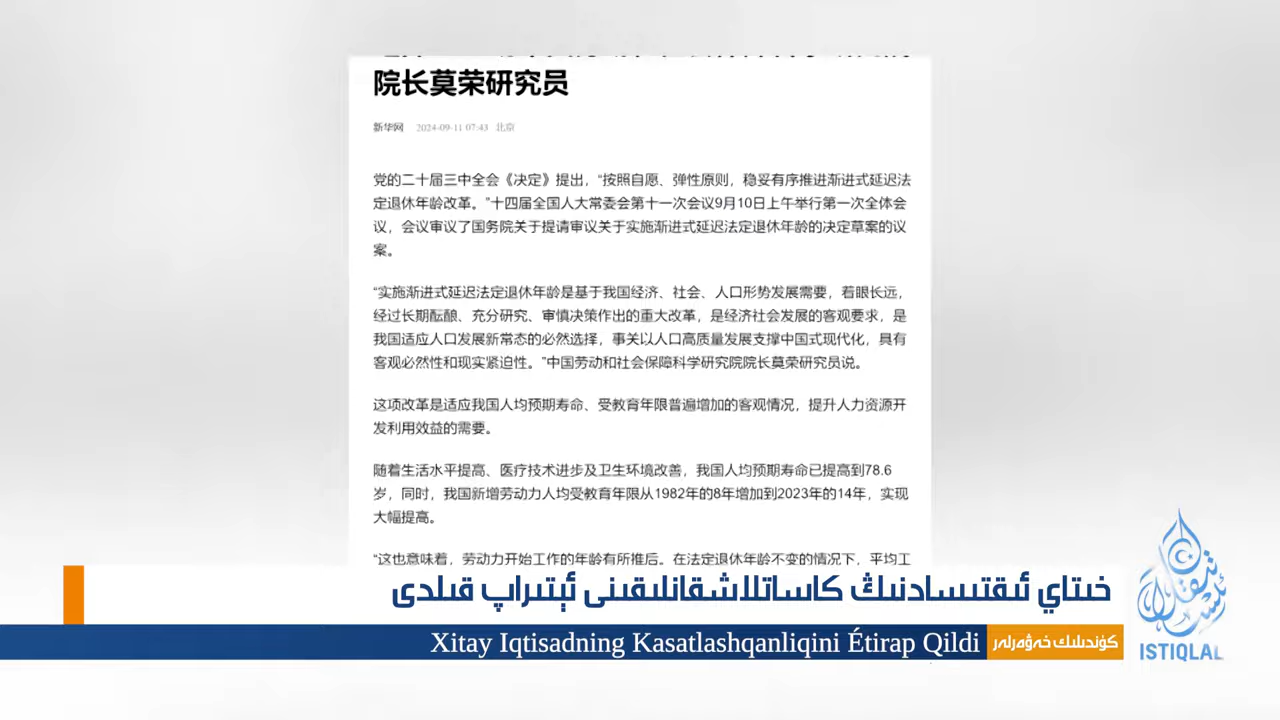 院长莫荣研究员
新华网 2024-09-11 07:43 北京
党的二十届三中全会《决定》提出，“按照自愿、弹性原则，稳妥有序推进渐进式延迟法
定退休年龄改革。”十四届全国人大常委会第十一次会议9月10日上午举行第一次全体会
议，会议审议了国务院关于提请审议关于实施渐进式延迟法定退休年龄的决定草案的议
案。
“实施渐进式延迟法定退休年龄是基于我国经济、社会、人口形势发展需要，着眼长远，
经过长期酝酿、充分研究、审慎决策作出的重大改革，是经济社会发展的客观要求，是
我国适应人口发展新常态的必然选择，事关以人口高质量发展支撑中国式现代化，具有
客观必然性和现实紧迫性。”中国劳动和社会保障科学研究院院长莫荣研究员说。
这项改革是适应我国人均预期寿命、受教育年限普遍增加的客观情况，提升人力资源开
发利用效益的需要。
随着生活水平提高、医疗技术进步及卫生环境改善，我国人均预期寿命已提高到78.6
岁，同时，我国新增劳动力人均受教育年限从1982年的8年增加到2023年的14年，实现
大幅提高。
“这也意味着，劳动力开始工作的年龄有所推后。在法定退休年龄不变的情况下，平均工
خىتاي ئىقتىسادنىڭ كاساتلاشقانلىقىنى ئېتىراپ قىلدى
Xitay Iqtisadning Kasatlashqanliqini Étirap Qildi
كۈندىلىك خەۋەرلەر
ئىستىقلال
ISTIQLAL